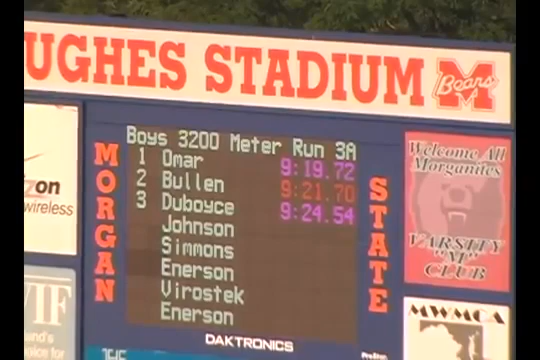 UGHES STADIUM
Bears
M
Boys 3200 Meter Run 3A
1 Omar 9:19.72
2 Bullen 9:21.70
3 Duboyce 9:24.54
Johnson
Simmons
Enerson
Virostek
Enerson
MORGAN
STATE
DAKTRONICS
zon
wireless
Welcome All
Morganites
VARSITY
"M"
CLUB
MWMCA